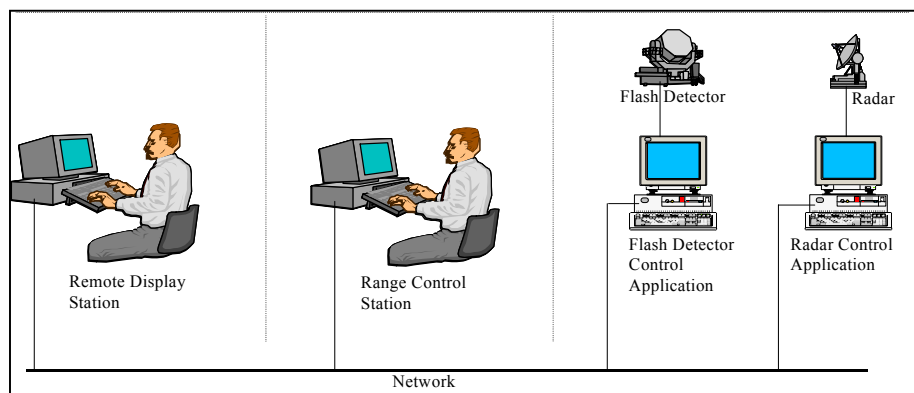 Flash Detector
Radar
Remote Display
Station
Range Control
Station
Flash Detector
Control
Application
Radar Control
Application
Network